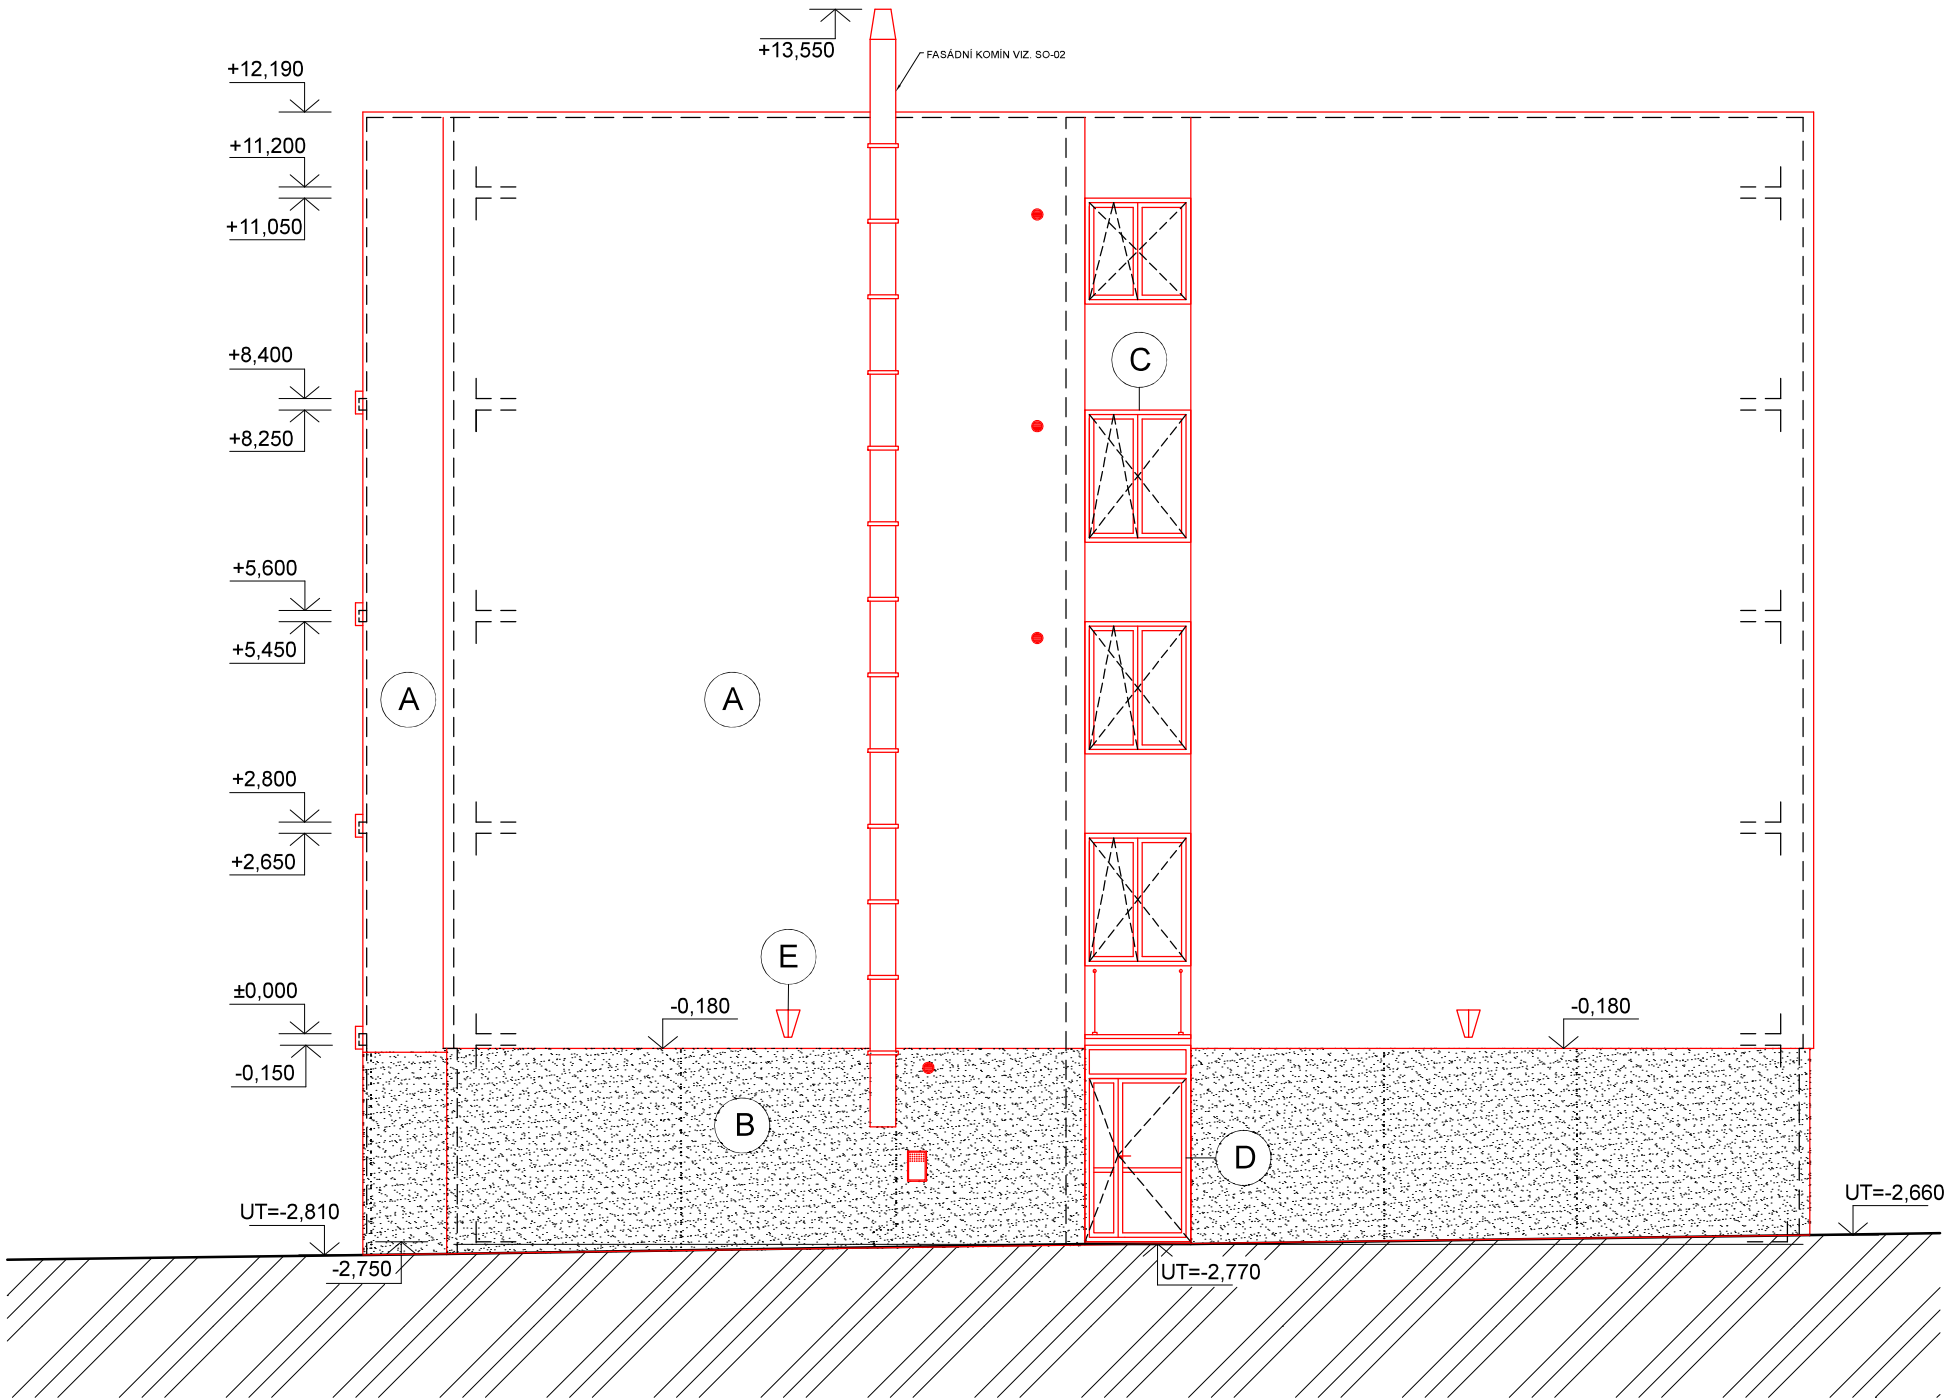 +13,550
FASÁDNÍ KOMÍN VIZ. SO-02
+12,190
+11,200
+11,050
+8,400
C
+8,250
+5,600
+5,450
A
A
+2,800
+2,650
E
±0,000
-0,180
-0,180
-0,150
B
D
UT=-2,810
UT=-2,660
-2,750
UT=-2,770